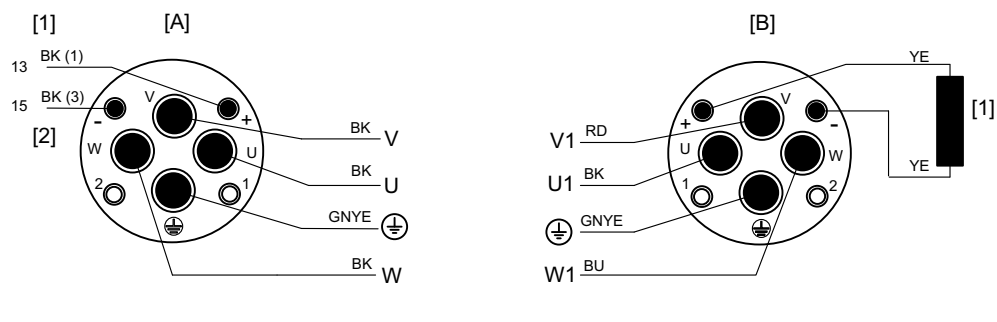 [1] [A] [B]
13 BK (1) YE
15 BK (3) V + - V + - [1]
[2] W U BK V V1 RD U W
BK U U1 BK YE
2 1 1 2
GNYE GNYE
BK W W1 BU